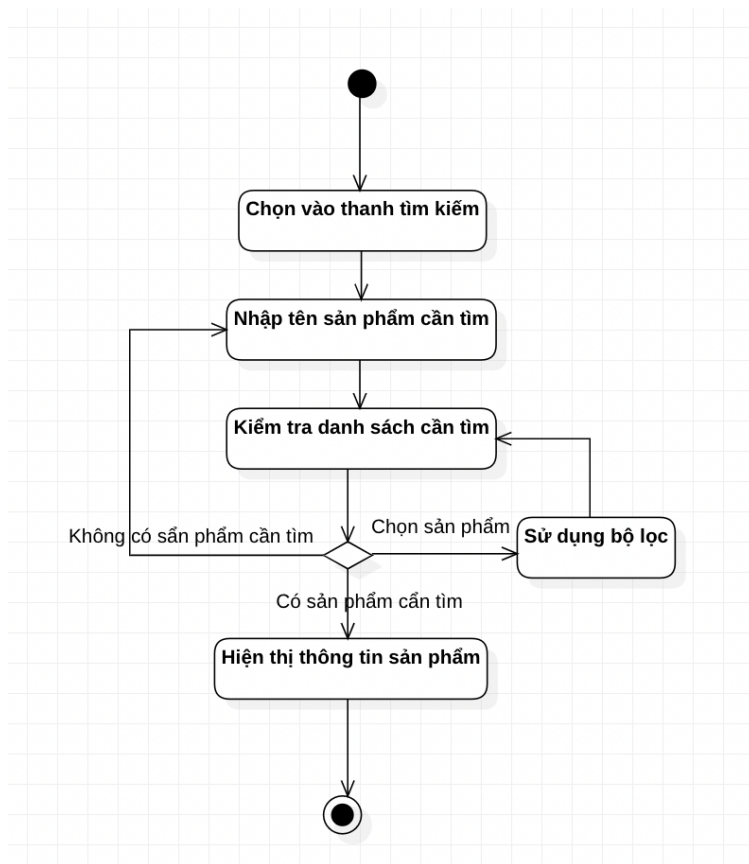 Chọn vào thanh tìm kiếm
Nhập tên sản phẩm cần tìm
Kiểm tra danh sách cần tìm
Chọn sản phẩm
Không có sẩn phẩm cần tìm
Sử dụng bộ lọc
Có sản phẩm cẩn tìm
Hiện thị thông tin sản phẩm